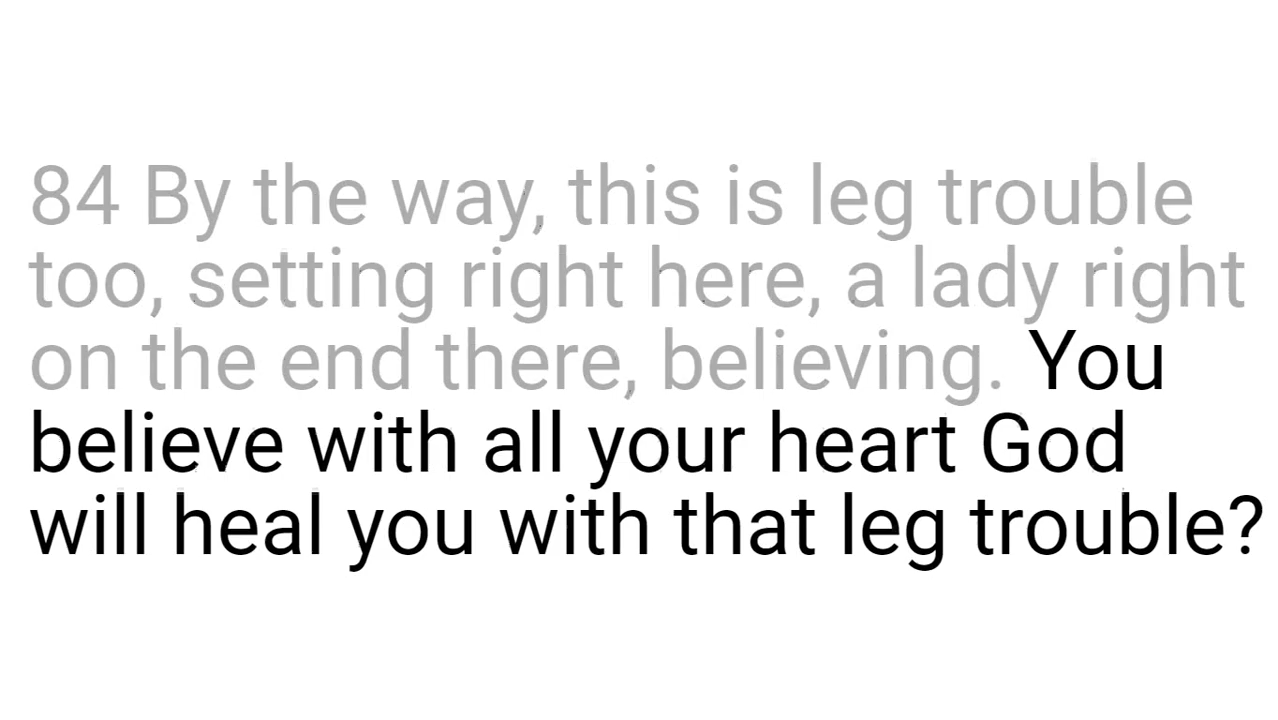 84 By the way, this is leg trouble
too, setting right here, a lady right
on the end there, believing. You
believe with all your heart God
will heal you with that leg trouble?